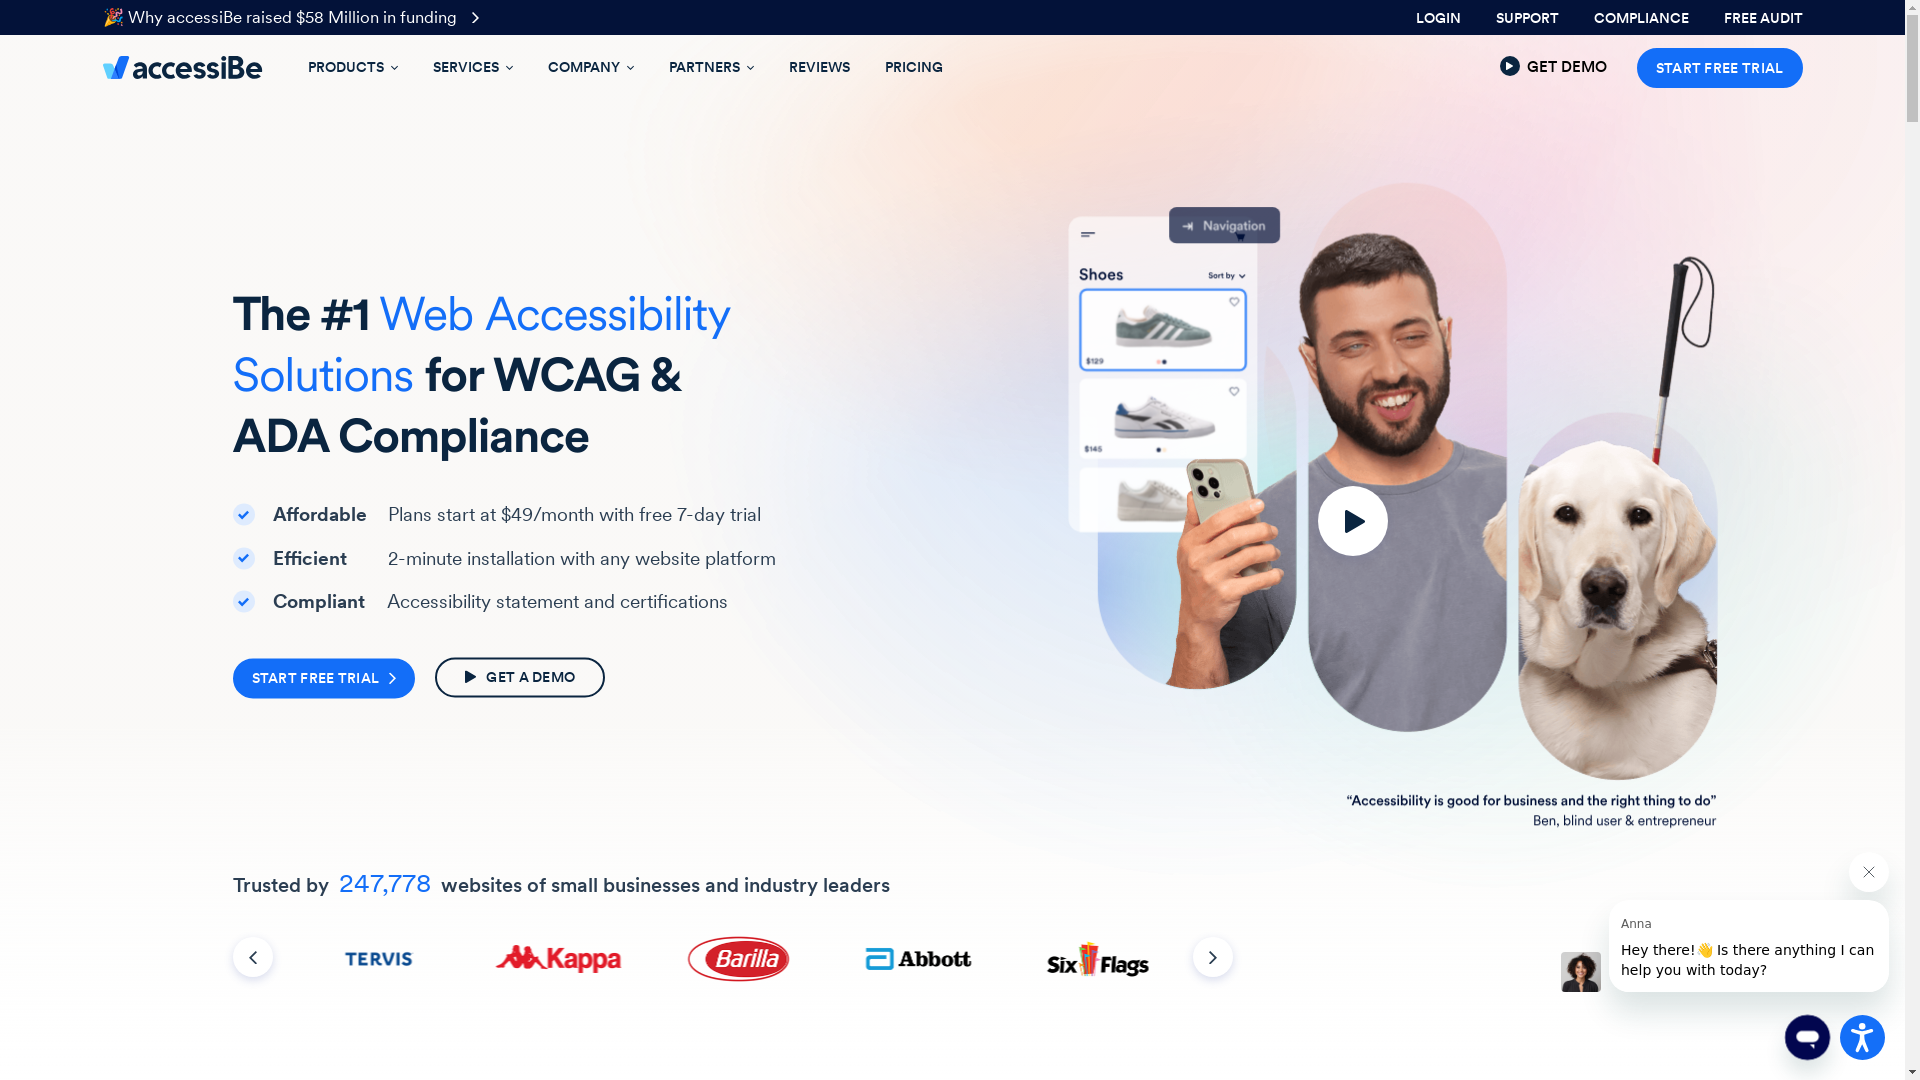 🎉 Why accessiBe raised $58 Million in funding
LOGIN SUPPORT COMPLIANCE FREE AUDIT
accessiBe PRODUCTS SERVICES COMPANY PARTNERS REVIEWS PRICING GET DEMO START FREE TRIAL
Navigation
Shoes Sort by
$129
$145
The #1 Web Accessibility
Solutions for WCAG &
ADA Compliance
Affordable Plans start at $49/month with free 7-day trial
Efficient 2-minute installation with any website platform
Compliant Accessibility statement and certifications
START FREE TRIAL GET A DEMO
“Accessibility is good for business and the right thing to do”
Ben, blind user & entrepreneur
Trusted by 247,778 websites of small businesses and industry leaders
TERVIS Kappa Barilla Abbott Six Flags
Anna
Hey there!👋 Is there anything I can
help you with today?